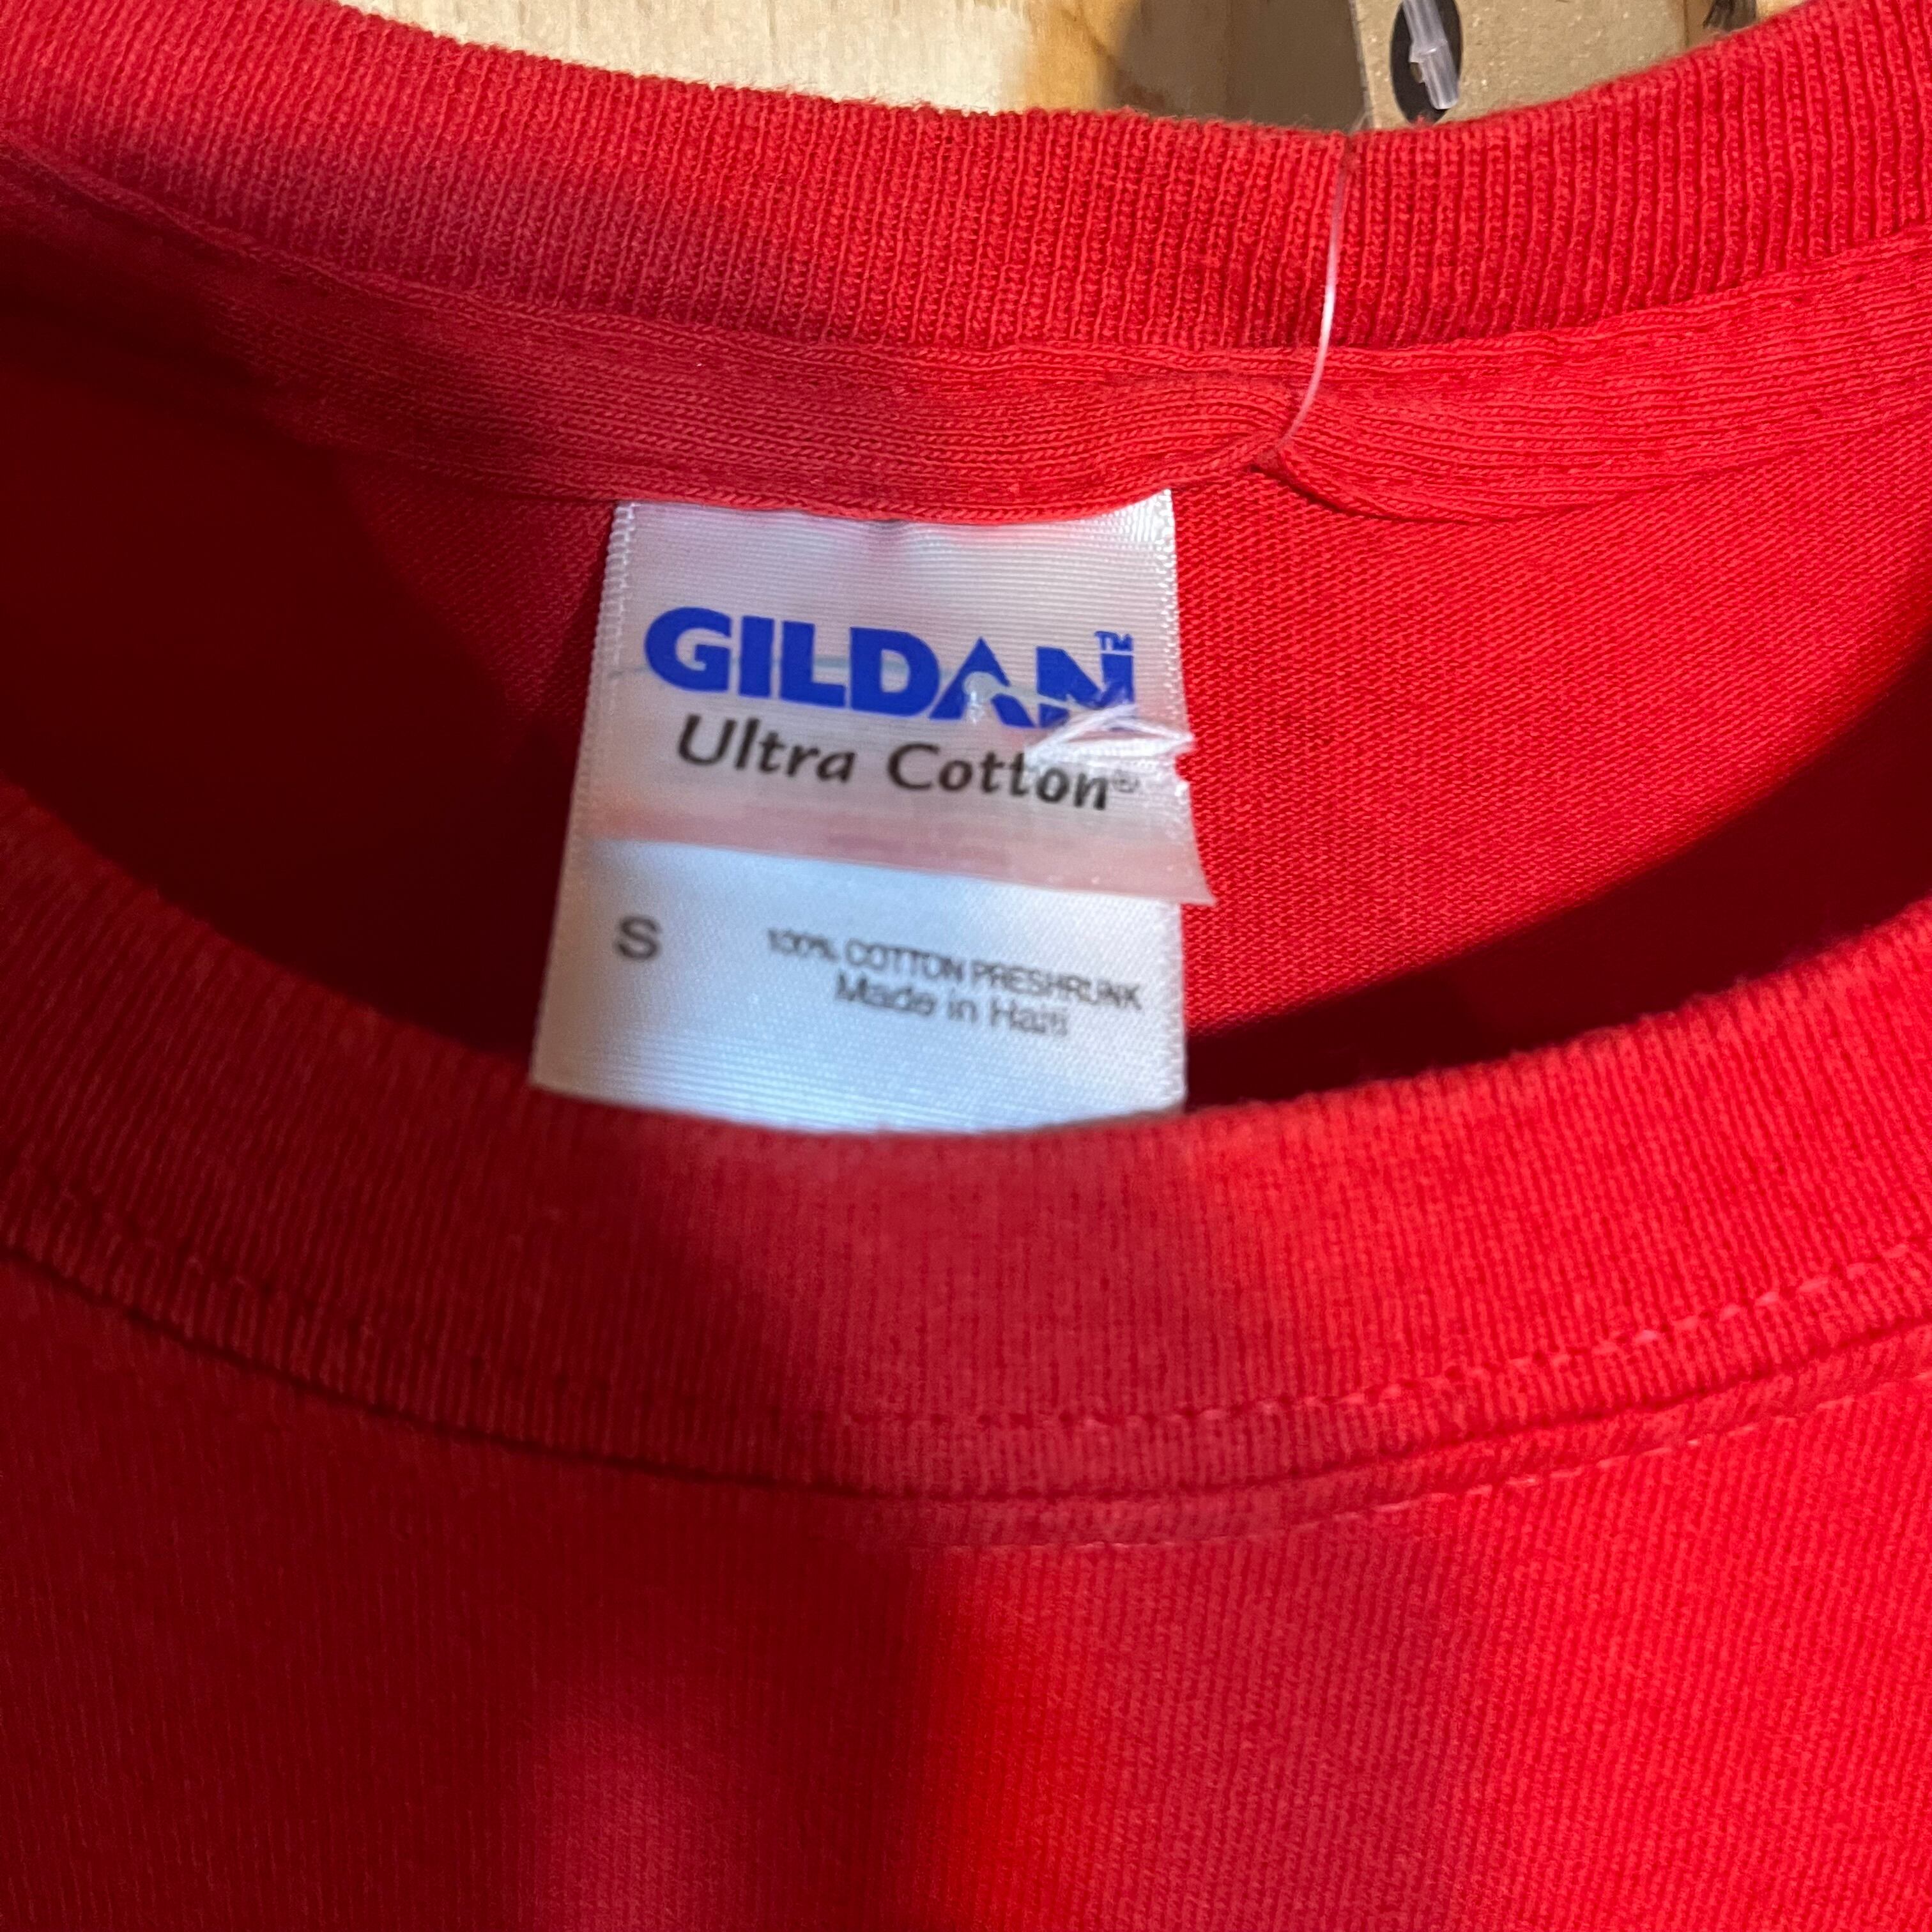 GILDAN™
Ultra Cotton®
S
100% COTTON PRESHRUNK
Made in Haiti